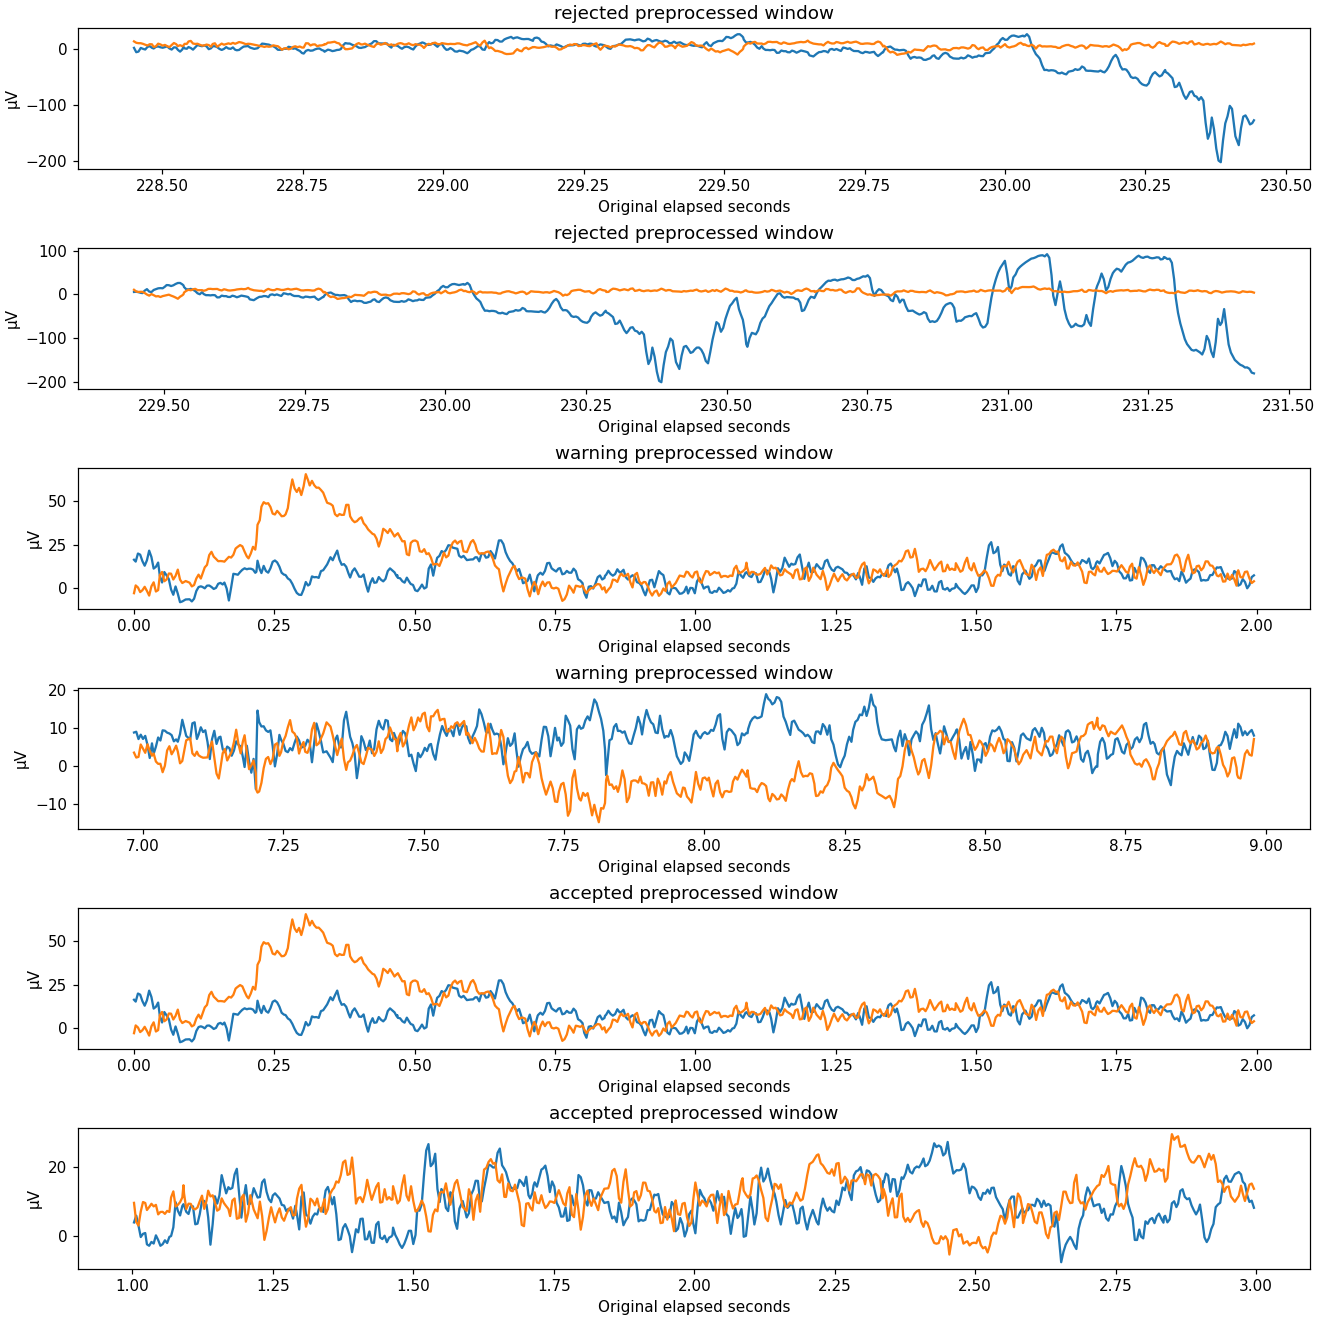 rejected preprocessed window
µV
0
−100
−200
228.50 228.75 229.00 229.25 229.50 229.75 230.00 230.25 230.50
Original elapsed seconds
rejected preprocessed window
µV
100
0
−100
−200
229.50 229.75 230.00 230.25 230.50 230.75 231.00 231.25 231.50
Original elapsed seconds
warning preprocessed window
µV
50
25
0
0.00 0.25 0.50 0.75 1.00 1.25 1.50 1.75 2.00
Original elapsed seconds
warning preprocessed window
µV
20
10
0
−10
7.00 7.25 7.50 7.75 8.00 8.25 8.50 8.75 9.00
Original elapsed seconds
accepted preprocessed window
µV
50
25
0
0.00 0.25 0.50 0.75 1.00 1.25 1.50 1.75 2.00
Original elapsed seconds
accepted preprocessed window
µV
20
0
1.00 1.25 1.50 1.75 2.00 2.25 2.50 2.75 3.00
Original elapsed seconds